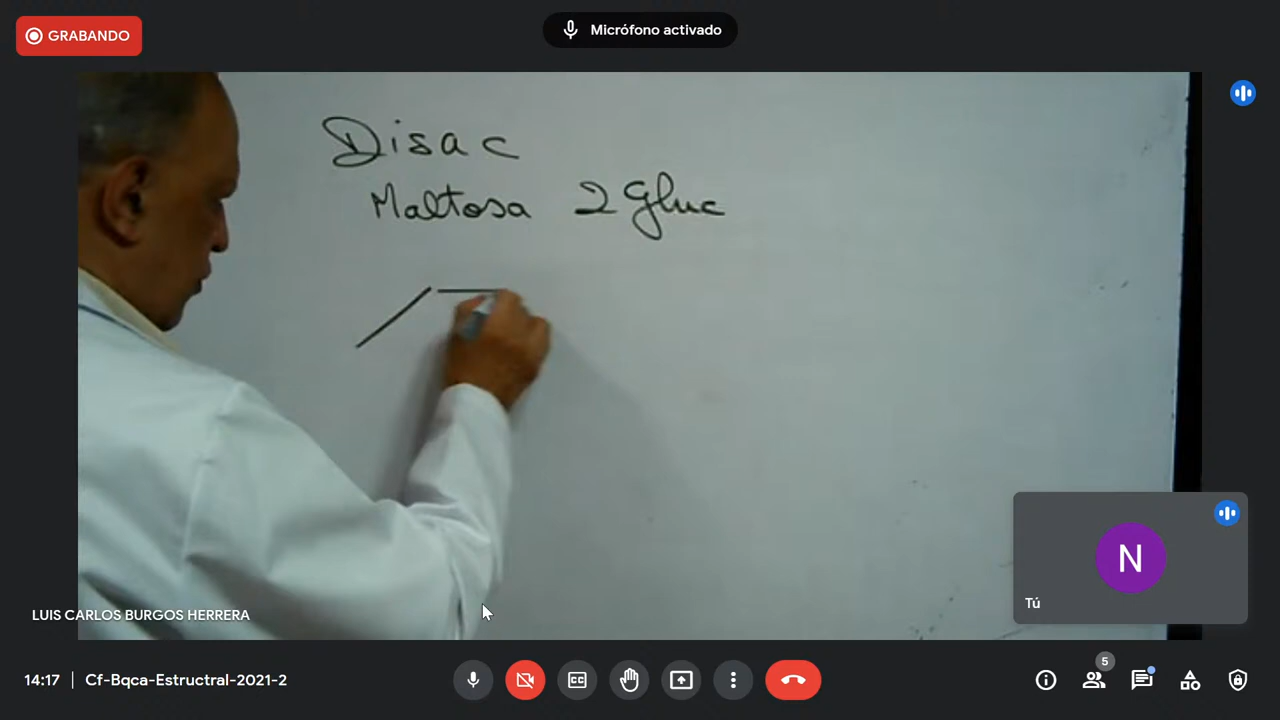 GRABANDO
Micrófono activado
Disac
Maltosa 2 Gluc
LUIS CARLOS BURGOS HERRERA
N
Tú
14:17 | Cf-Bqca-Estructral-2021-2
5